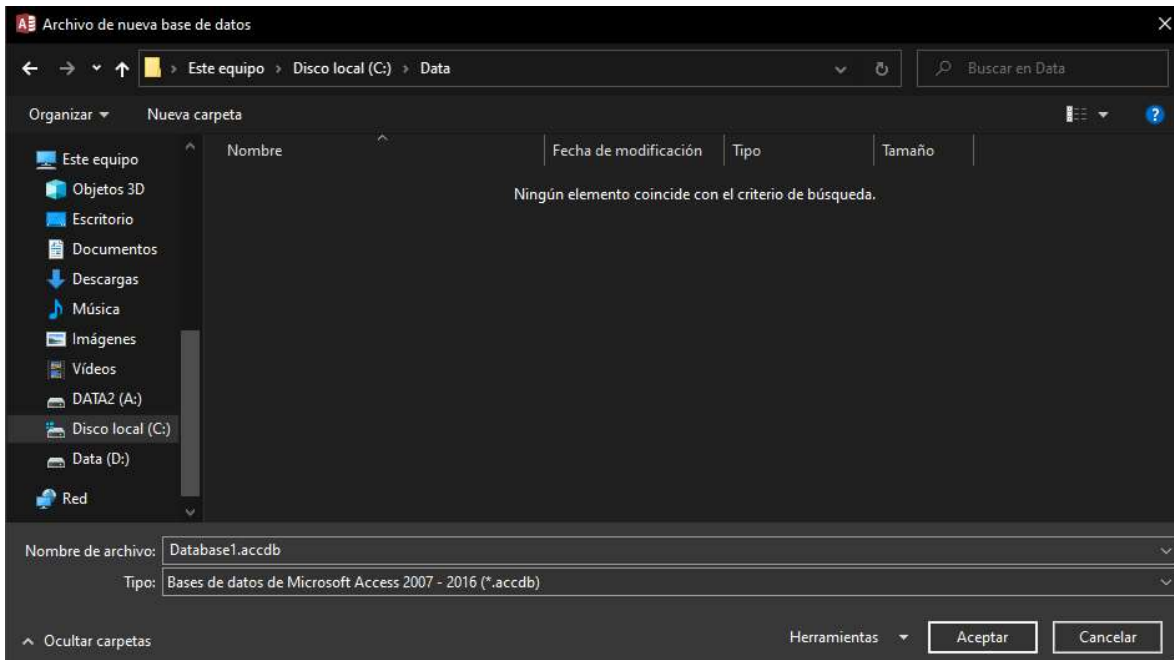 Archivo de nueva base de datos
Este equipo > Disco local (C:) > Data
Buscar en Data
Organizar
Nueva carpeta
Nombre
Fecha de modificación
Tipo
Tamaño
Ningún elemento coincide con el criterio de búsqueda.
Este equipo
Objetos 3D
Escritorio
Documentos
Descargas
Música
Imágenes
Vídeos
DATA2 (A:)
Disco local (C:)
Data (D:)
Red
Nombre de archivo: Database1.accdb
Tipo: Bases de datos de Microsoft Access 2007 - 2016 (*.accdb)
Ocultar carpetas
Herramientas
Aceptar
Cancelar